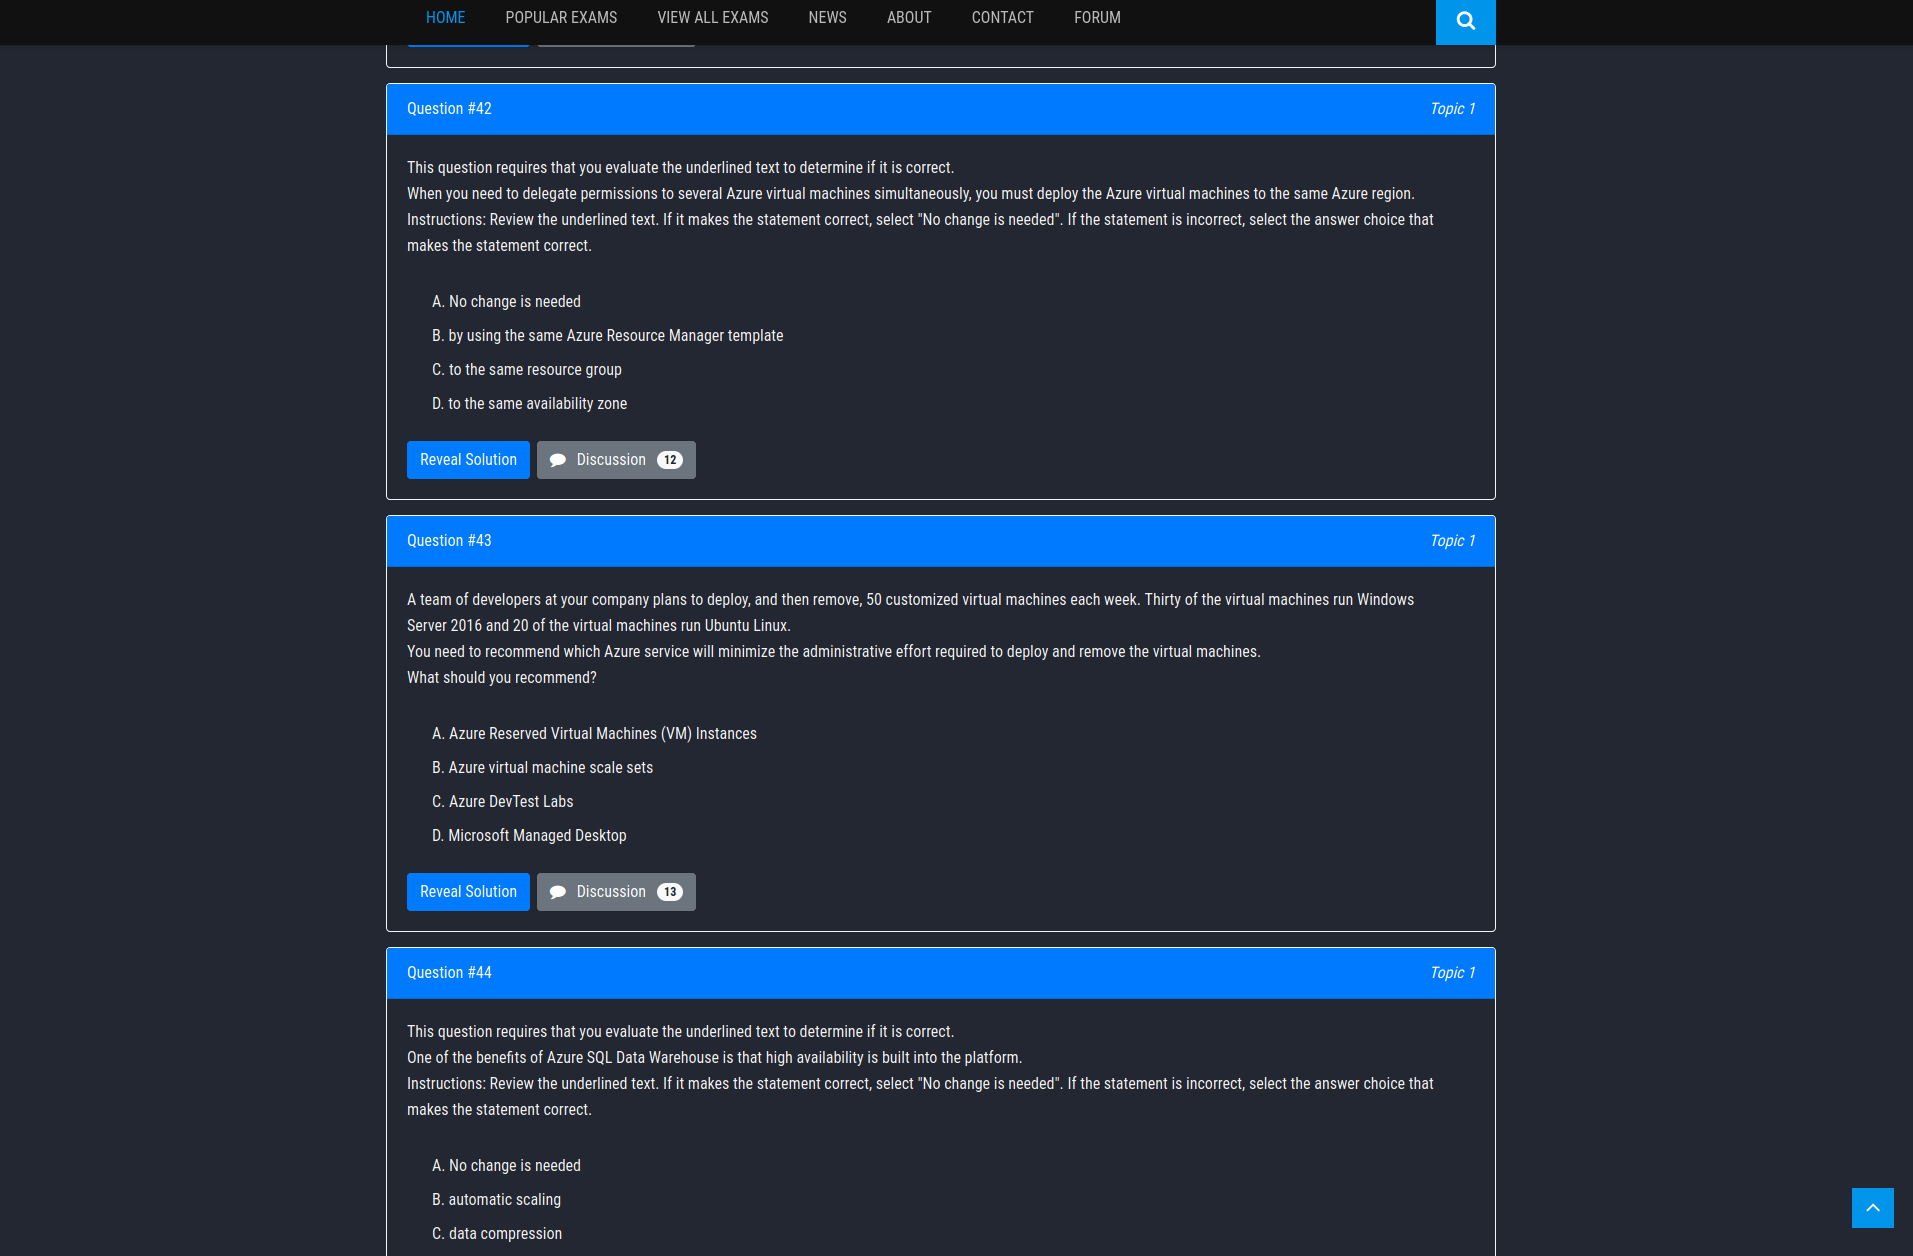 HOME POPULAR EXAMS VIEW ALL EXAMS NEWS ABOUT CONTACT FORUM
Question #42 Topic 1
This question requires that you evaluate the underlined text to determine if it is correct.
When you need to delegate permissions to several Azure virtual machines simultaneously, you must deploy the Azure virtual machines to the same Azure region.
Instructions: Review the underlined text. If it makes the statement correct, select "No change is needed". If the statement is incorrect, select the answer choice that
makes the statement correct.
A. No change is needed
B. by using the same Azure Resource Manager template
C. to the same resource group
D. to the same availability zone
Reveal Solution Discussion 12
Question #43 Topic 1
A team of developers at your company plans to deploy, and then remove, 50 customized virtual machines each week. Thirty of the virtual machines run Windows
Server 2016 and 20 of the virtual machines run Ubuntu Linux.
You need to recommend which Azure service will minimize the administrative effort required to deploy and remove the virtual machines.
What should you recommend?
A. Azure Reserved Virtual Machines (VM) Instances
B. Azure virtual machine scale sets
C. Azure DevTest Labs
D. Microsoft Managed Desktop
Reveal Solution Discussion 13
Question #44 Topic 1
This question requires that you evaluate the underlined text to determine if it is correct.
One of the benefits of Azure SQL Data Warehouse is that high availability is built into the platform.
Instructions: Review the underlined text. If it makes the statement correct, select "No change is needed". If the statement is incorrect, select the answer choice that
makes the statement correct.
A. No change is needed
B. automatic scaling
C. data compression